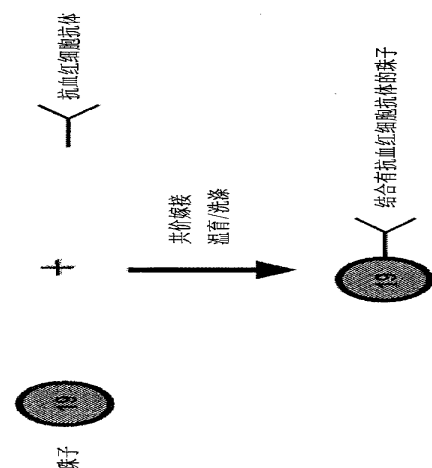 珠子
19
+
抗血红细胞抗体
共价嫁接
温育/洗涤
19
结合有抗血红细胞抗体的珠子